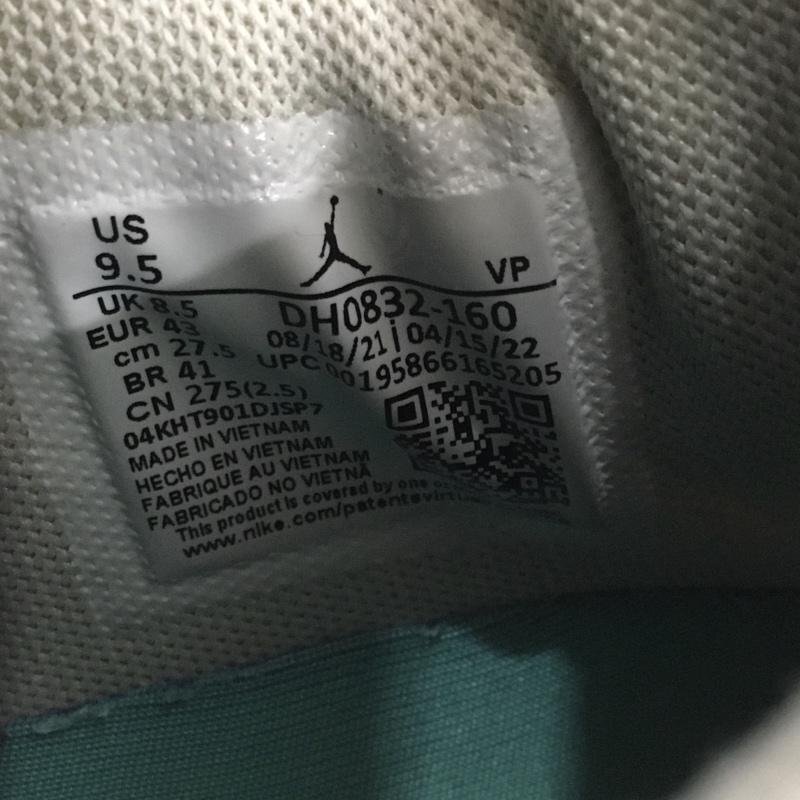 US
9.5
VP
UK 8.5
EUR 43
cm 27.5
BR 41
CN 275(2.5)
DH0832-160
08/18/21 | 04/15/22
UPC 00195866165205
04KHT901DJSP7
MADE IN VIETNAM
HECHO EN VIETNAM
FABRIQUE AU VIETNAM
FABRICADO NO VIETNÃ
This product is covered by one
www.nike.com/patents